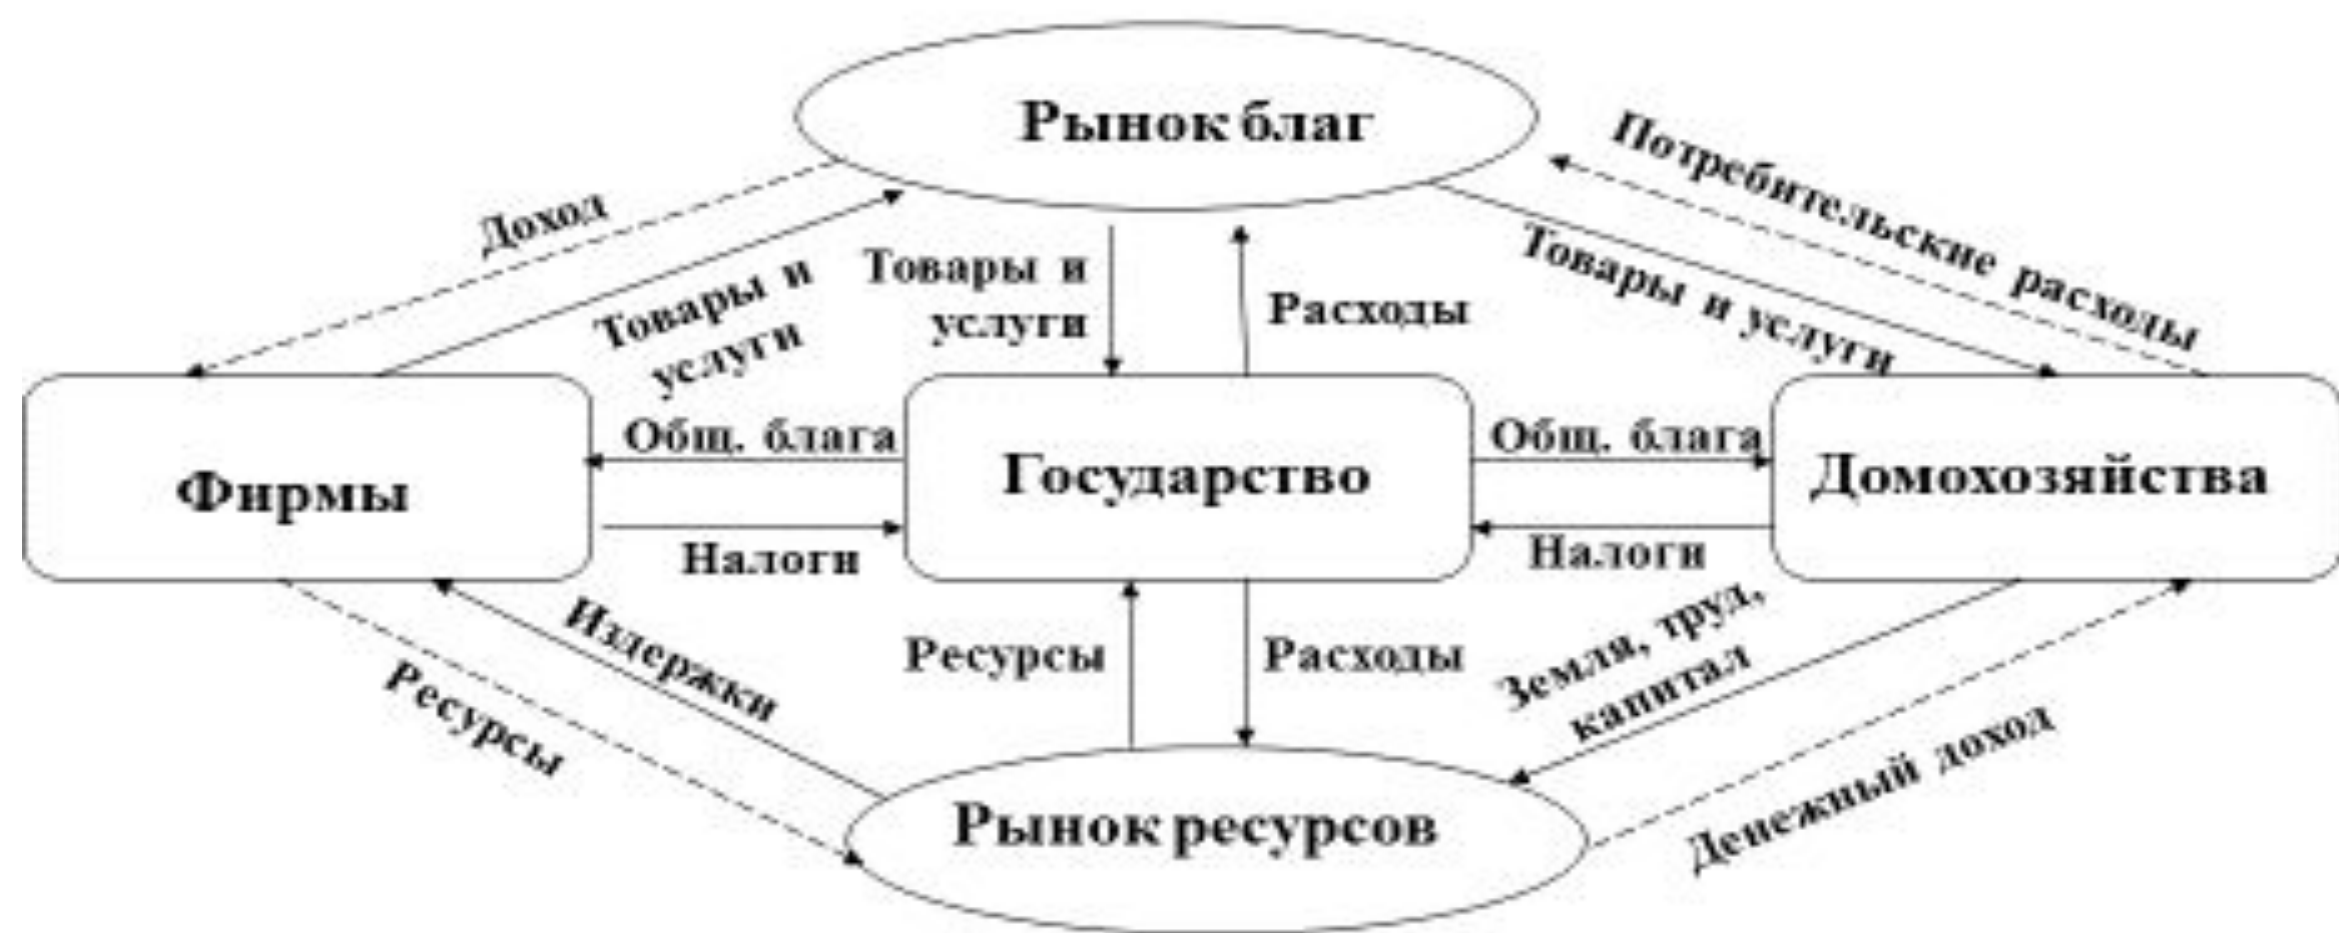 Рынок благ
Потребительские расходы
Доход
Товары и
услуги
Товары и
услуги
Расходы
Товары и услуги
Общ. блага
Общ. блага
Фирмы
Государство
Домохозяйства
Налоги
Налоги
Издержки
Ресурсы
Ресурсы
Расходы
Земля, труд,
капитал
Денежный доход
Рынок ресурсов